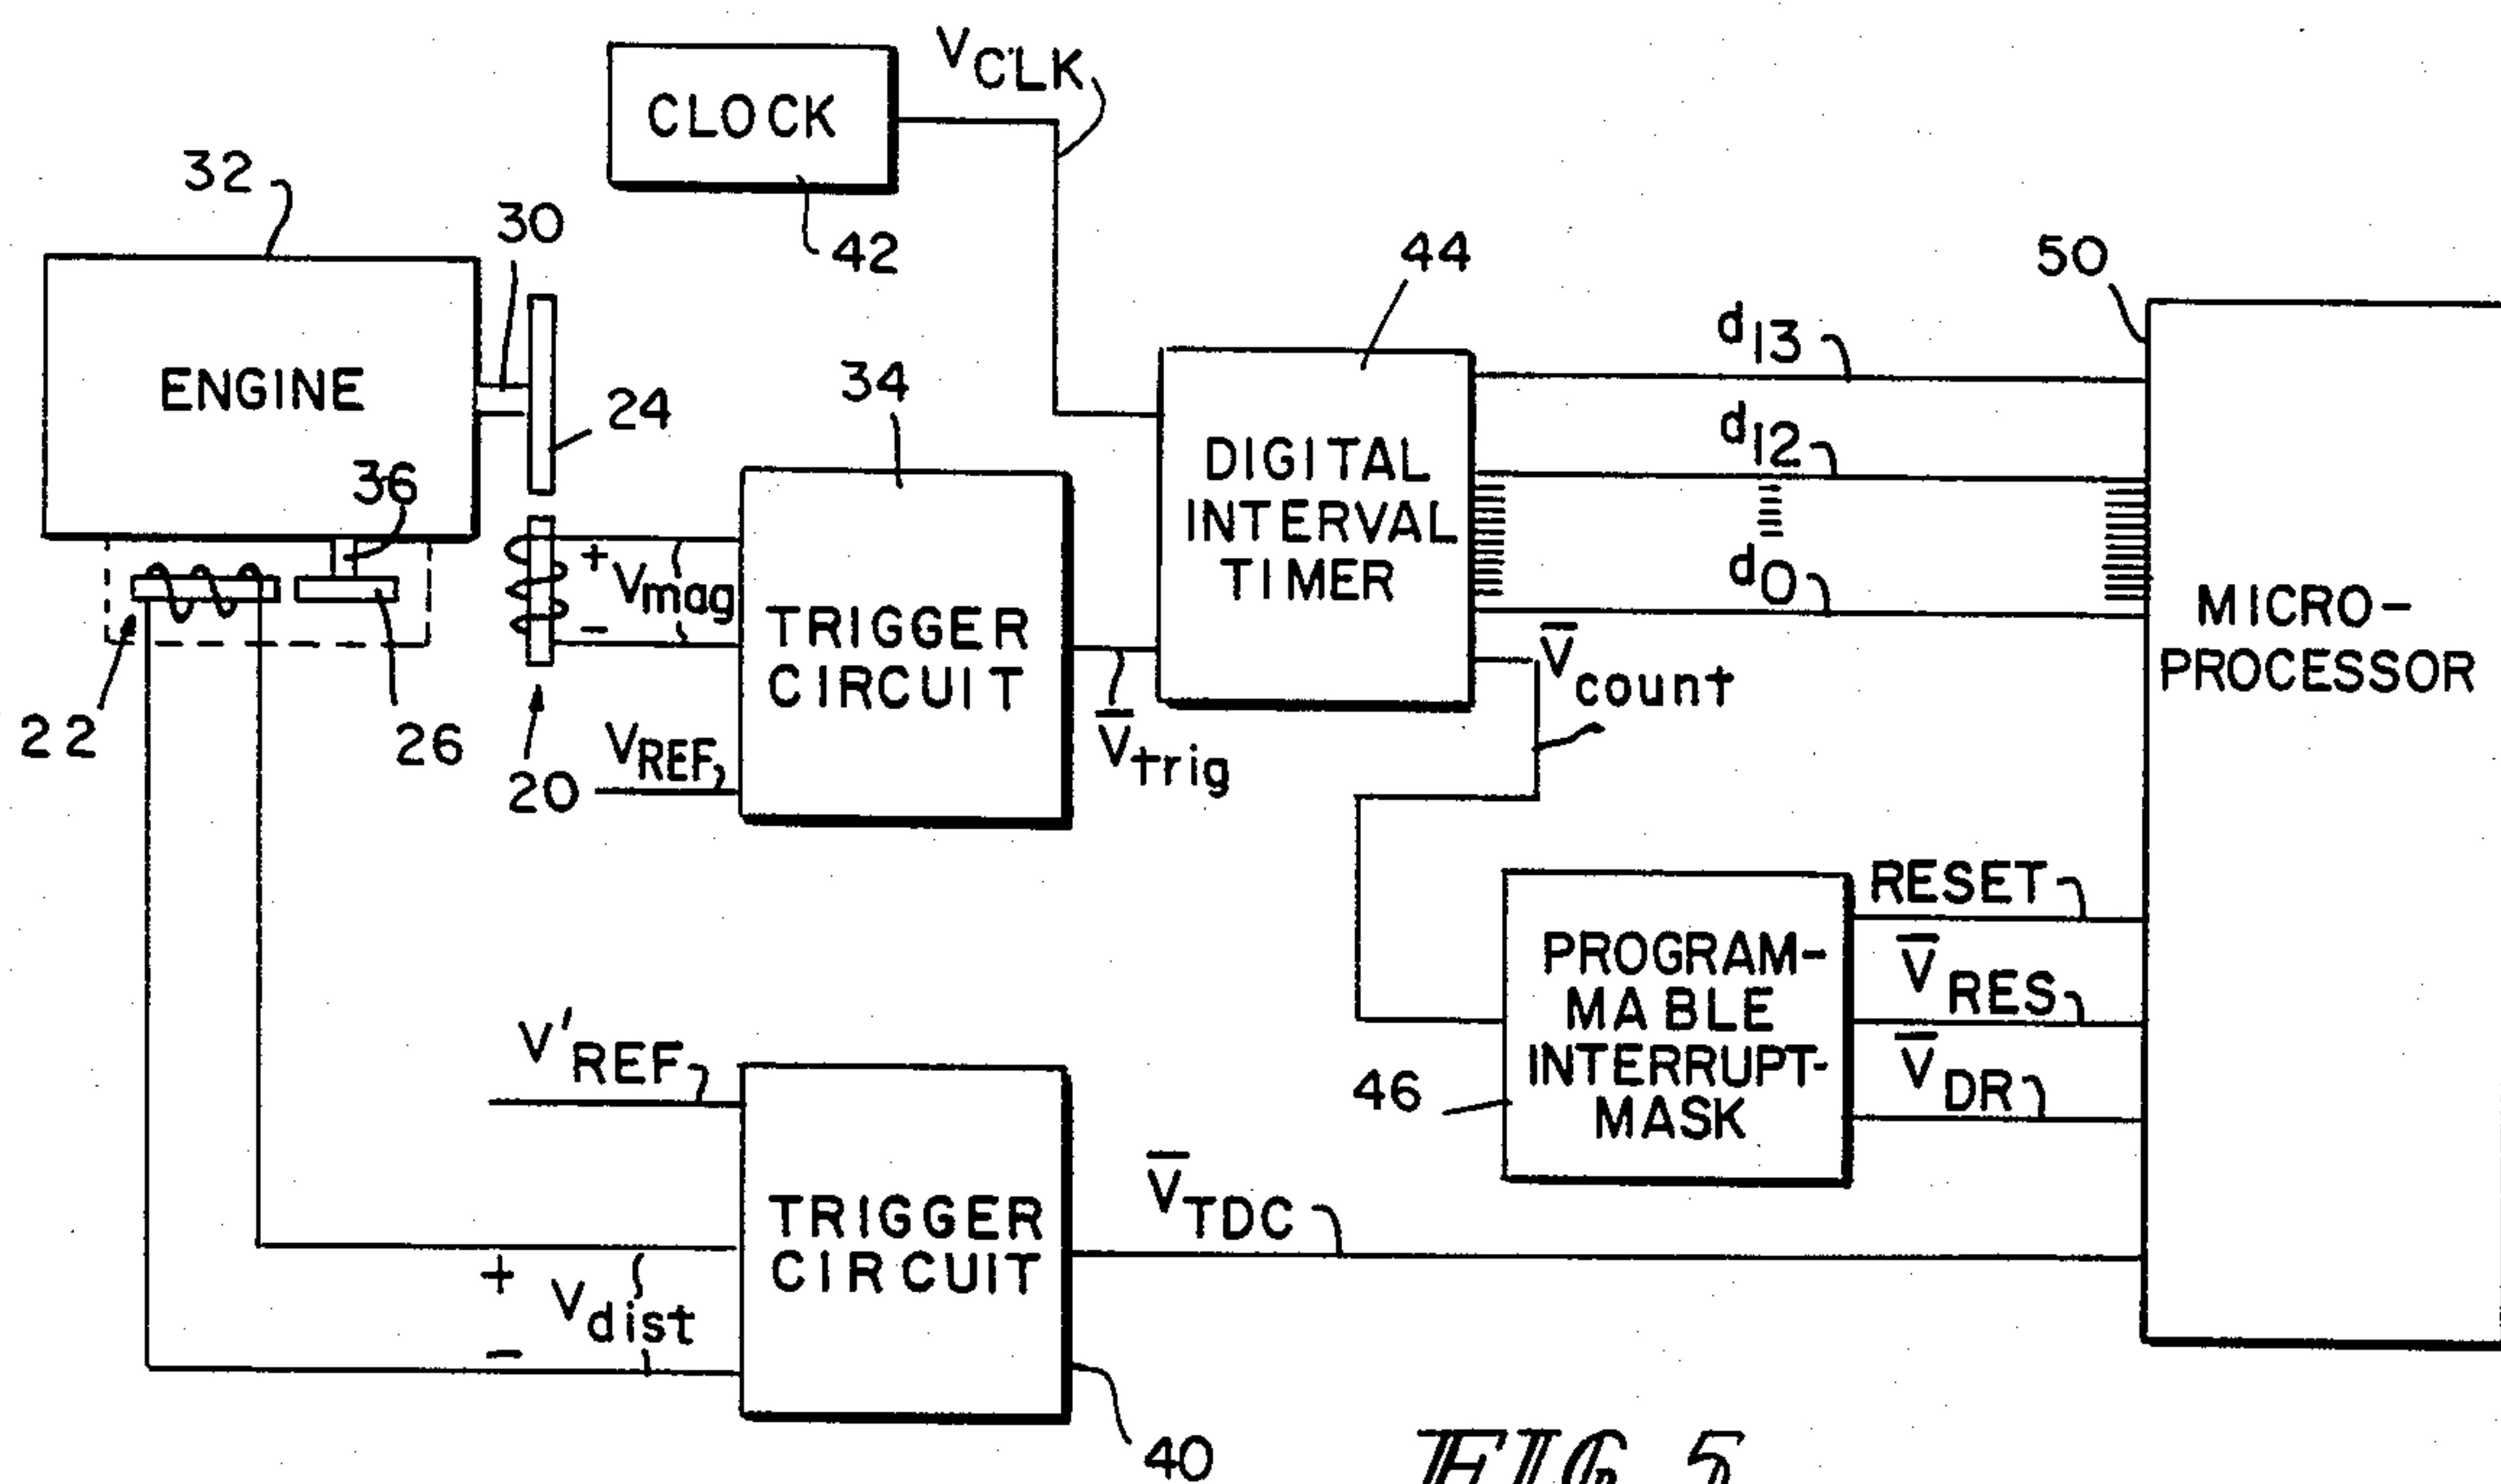 CLOCK
VCLK
42
32
30
ENGINE
24
36
22
26
20
+
Vmag
−
VREF
34
TRIGGER
CIRCUIT
V̅trig
44
DIGITAL
INTERVAL
TIMER
d13
d12
d0
V̅count
50
MICRO-
PROCESSOR
PROGRAM-
MABLE
INTERRUPT-
MASK
46
RESET
V̅RES
V̅DR
V'REF
+
Vdist
−
TRIGGER
CIRCUIT
40
V̅TDC
FIG 5